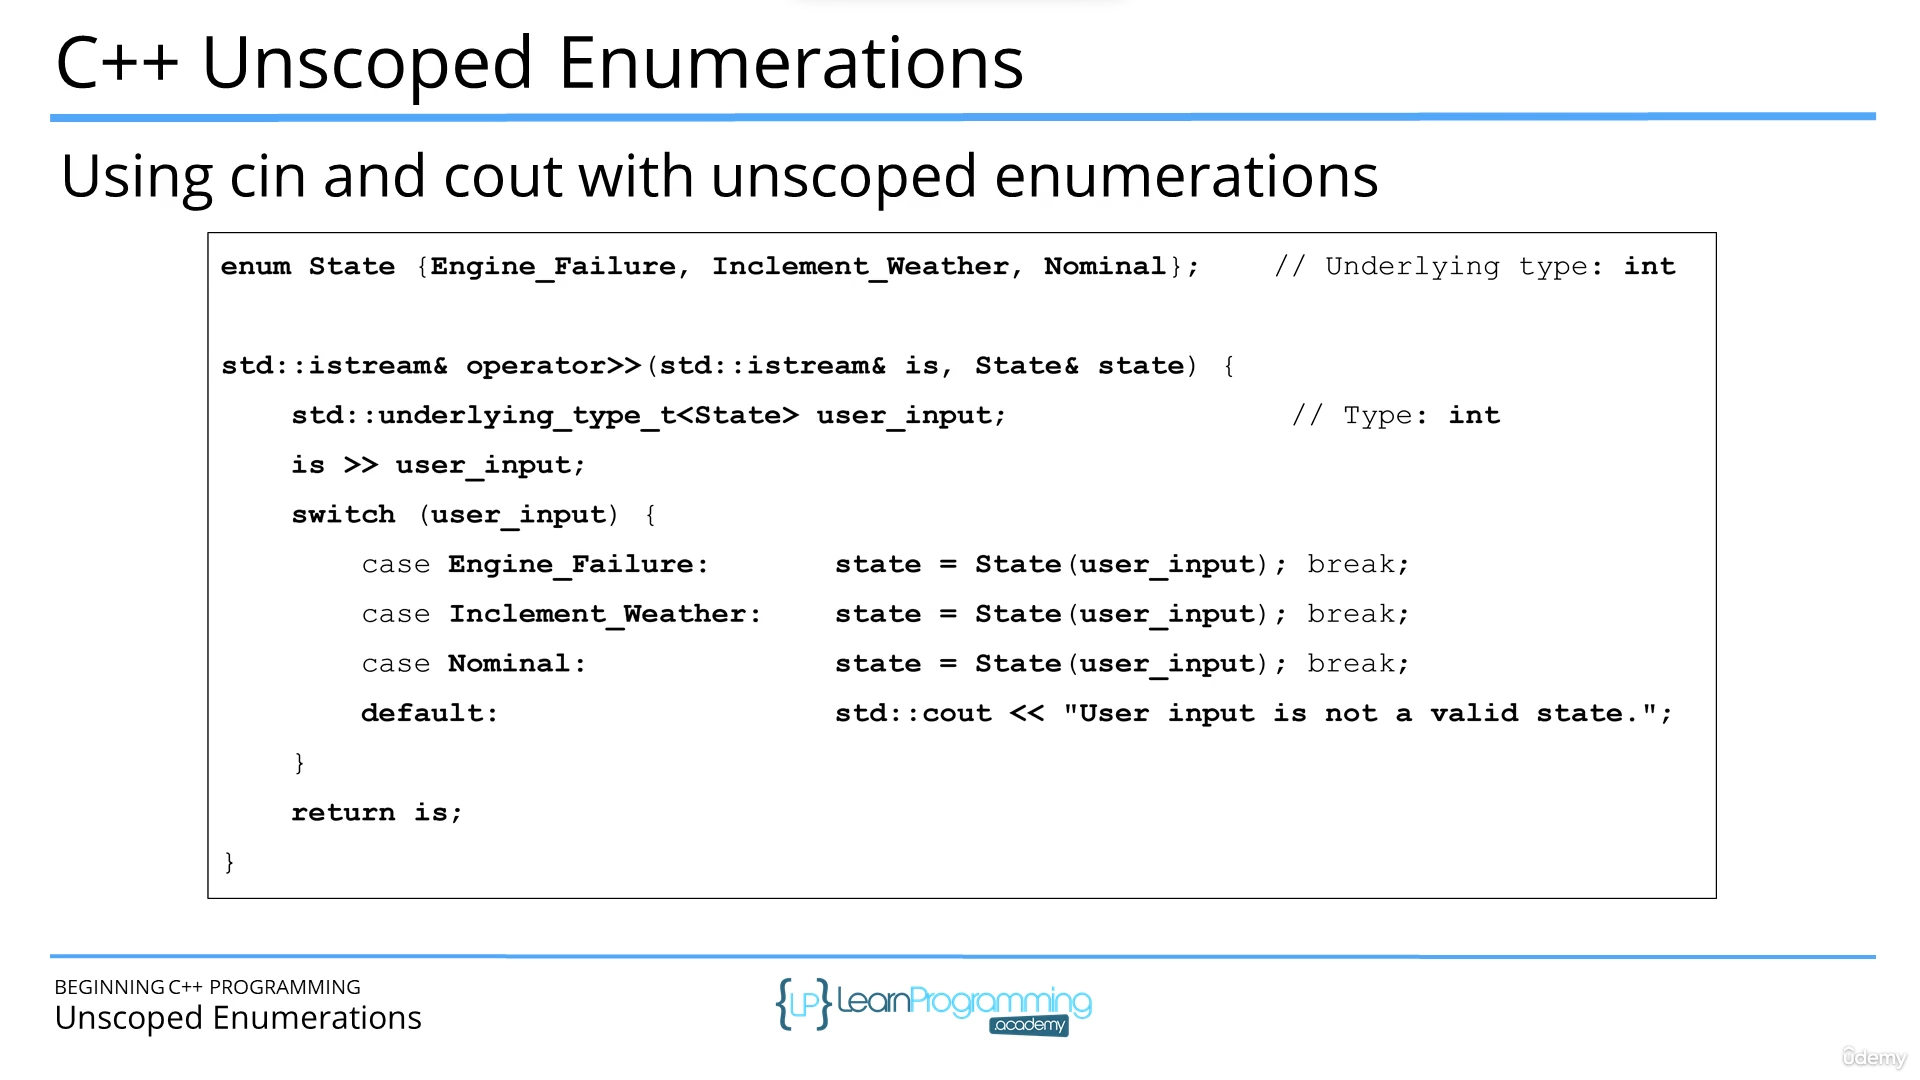 C++ Unscoped Enumerations
Using cin and cout with unscoped enumerations
enum State {Engine_Failure, Inclement_Weather, Nominal}; // Underlying type: int
std::istream& operator>>(std::istream& is, State& state) {
std::underlying_type_t<State> user_input; // Type: int
is >> user_input;
switch (user_input) {
case Engine_Failure: state = State(user_input); break;
case Inclement_Weather: state = State(user_input); break;
case Nominal: state = State(user_input); break;
default: std::cout << "User input is not a valid state.";
}
return is;
}
BEGINNING C++ PROGRAMMING
Unscoped Enumerations
{LP} LearnProgramming
.academy
ûdemy